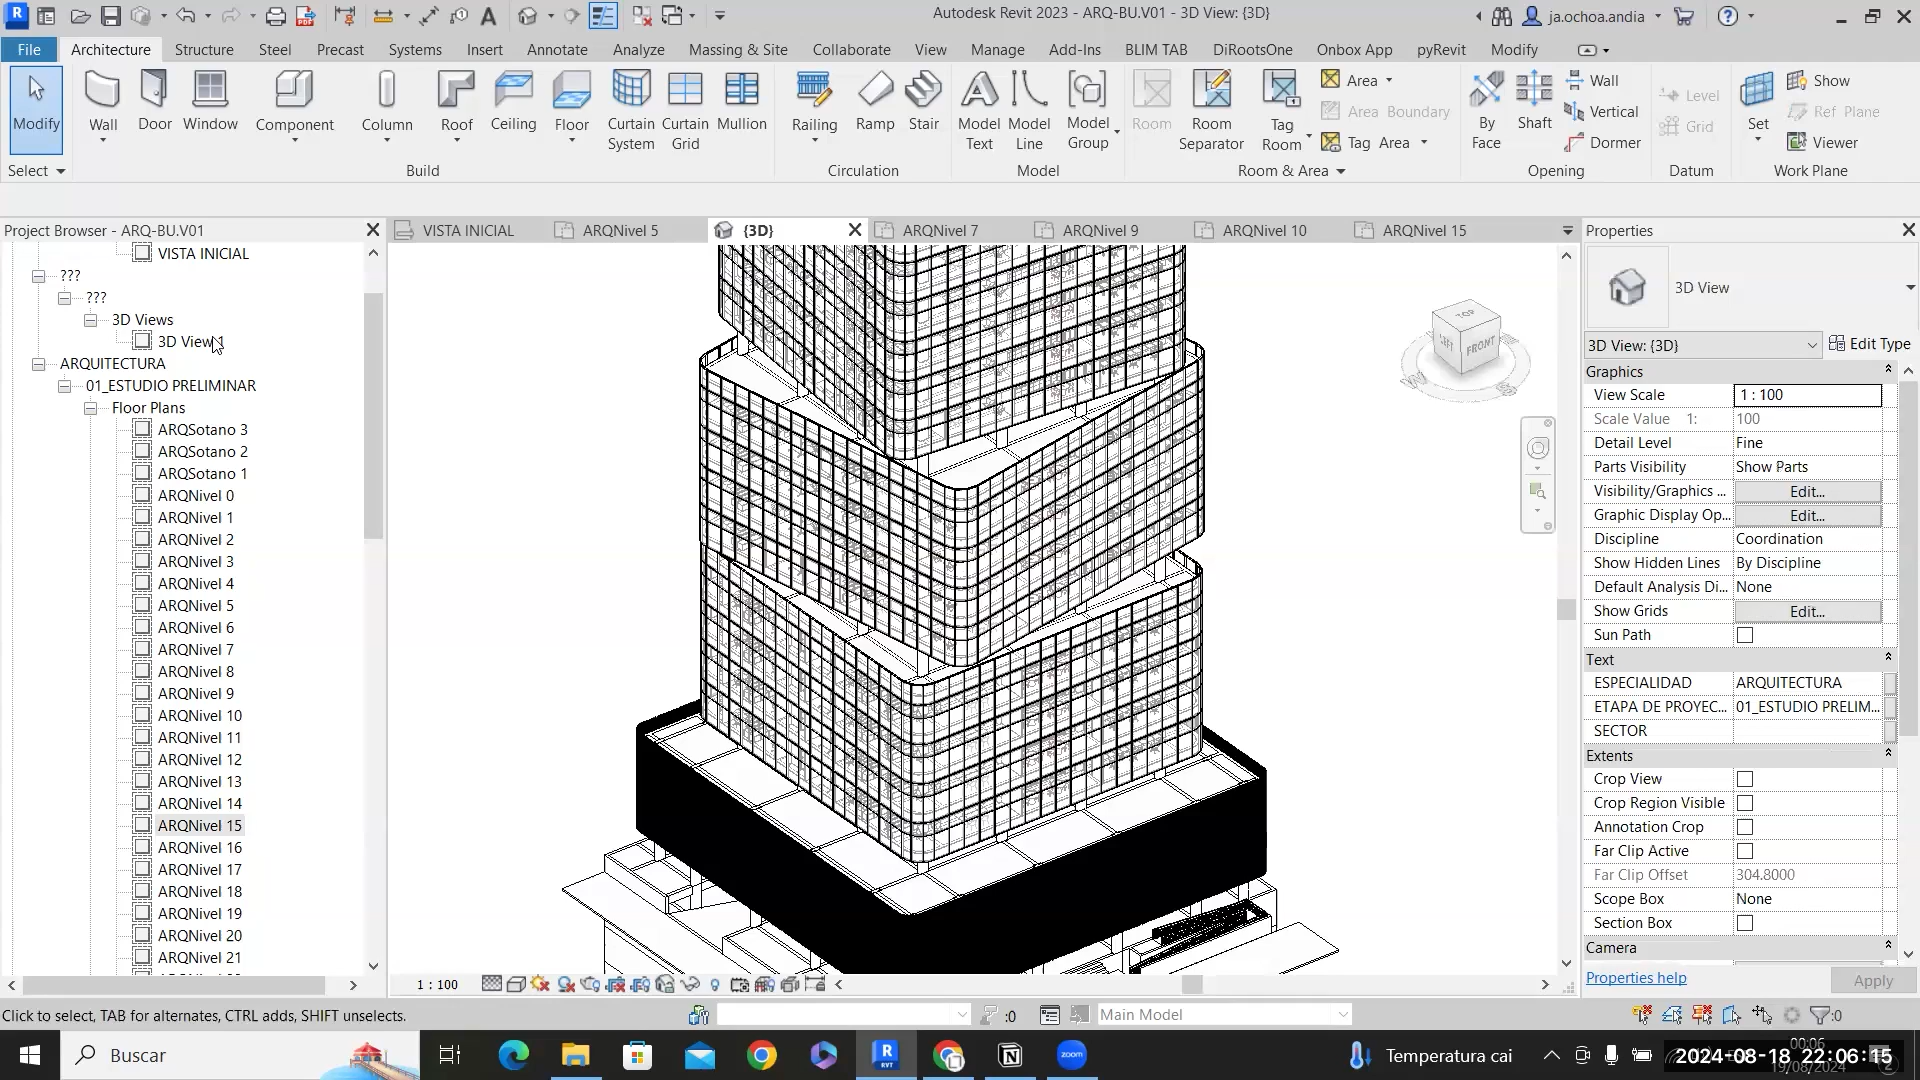 Autodesk Revit 2023 - ARQ-BU.V01 - 3D View: {3D}
ja.ochoa.andia
File Architecture Structure Steel Precast Systems Insert Annotate Analyze Massing & Site Collaborate View Manage Add-Ins BLIM TAB DiRootsOne Onbox App pyRevit Modify
Modify Wall Door Window Component Column Roof Ceiling Floor Curtain System Curtain Grid Mullion Railing Ramp Stair Model Text Model Line Model Group Room Room Separator Tag Room
Area
Area Boundary
Tag Area
By Face Shaft
Wall
Vertical
Dormer
Level
Grid
Set
Show
Ref Plane
Viewer
Select Build Circulation Model Room & Area Opening Datum Work Plane
Project Browser - ARQ-BU.V01
VISTA INICIAL
???
???
3D Views
3D View 1
ARQUITECTURA
01_ESTUDIO PRELIMINAR
Floor Plans
ARQSotano 3
ARQSotano 2
ARQSotano 1
ARQNivel 0
ARQNivel 1
ARQNivel 2
ARQNivel 3
ARQNivel 4
ARQNivel 5
ARQNivel 6
ARQNivel 7
ARQNivel 8
ARQNivel 9
ARQNivel 10
ARQNivel 11
ARQNivel 12
ARQNivel 13
ARQNivel 14
ARQNivel 15
ARQNivel 16
ARQNivel 17
ARQNivel 18
ARQNivel 19
ARQNivel 20
ARQNivel 21
VISTA INICIAL ARQNivel 5 {3D} ARQNivel 7 ARQNivel 9 ARQNivel 10 ARQNivel 15
TOP
LEFT FRONT
W S
1 : 100
Properties
3D View
3D View: {3D} Edit Type
Graphics
View Scale 1 : 100
Scale Value 1: 100
Detail Level Fine
Parts Visibility Show Parts
Visibility/Graphics ... Edit...
Graphic Display Op... Edit...
Discipline Coordination
Show Hidden Lines By Discipline
Default Analysis Di... None
Show Grids Edit...
Sun Path
Text
ESPECIALIDAD ARQUITECTURA
ETAPA DE PROYEC... 01_ESTUDIO PRELIM...
SECTOR
Extents
Crop View
Crop Region Visible
Annotation Crop
Far Clip Active
Far Clip Offset 304.8000
Scope Box None
Section Box
Camera
Properties help Apply
Click to select, TAB for alternates, CTRL adds, SHIFT unselects.
:0 Main Model :0
Buscar
R
RVT
zoom
Temperatura cai
00:06
2024-08-18 22:06:15
19/08/2024